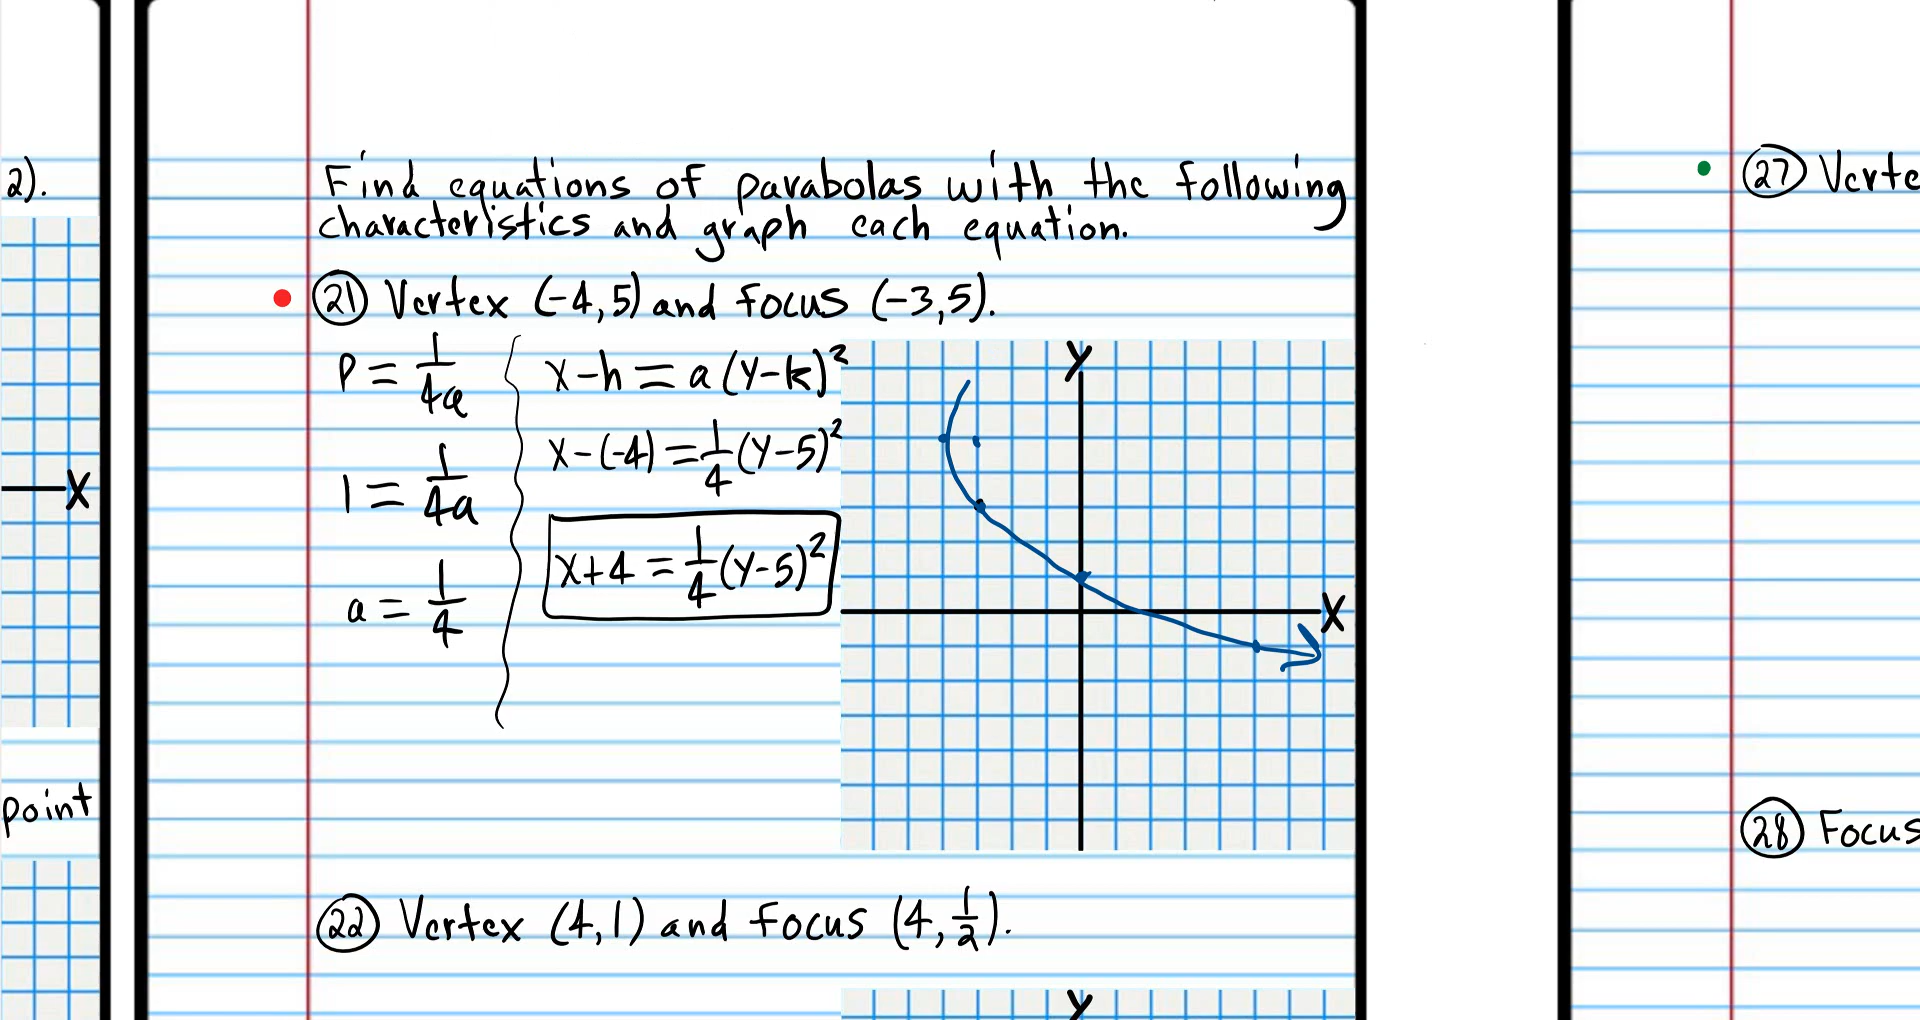 2).
X
point
Find equations of parabolas with the following
characteristics and graph each equation.
21 Vertex (-4,5) and focus (-3,5).
P = 1/4a
1 = 1/4a
a = 1/4
x-h = a(y-k)²
x-(-4) = 1/4(y-5)²
x+4 = 1/4(y-5)²
Y
X
22 Vertex (4,1) and focus (4,1/2).
Y
27 Verte
28 Focus